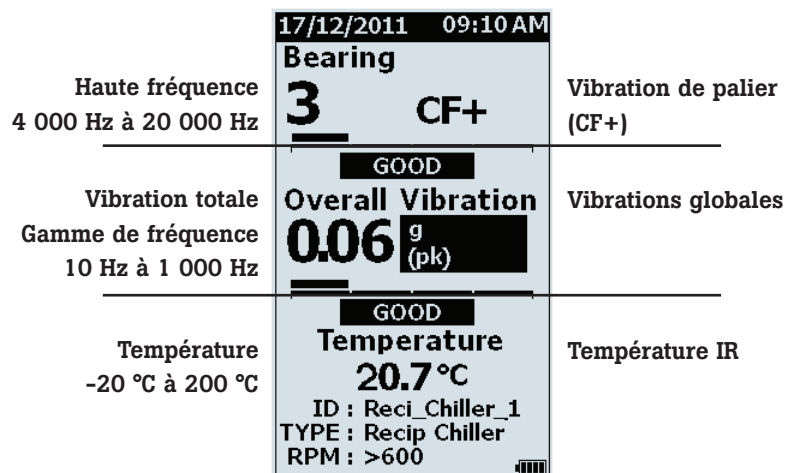 17/12/2011 09:10 AM
Bearing
3 CF+
GOOD
Overall Vibration
0.06 g
(pk)
GOOD
Temperature
20.7 °C
ID : Reci_Chiller_1
TYPE : Recip Chiller
RPM : >600
Haute fréquence
4 000 Hz à 20 000 Hz
Vibration totale
Gamme de fréquence
10 Hz à 1 000 Hz
Température
-20 °C à 200 °C
Vibration de palier
(CF+)
Vibrations globales
Température IR